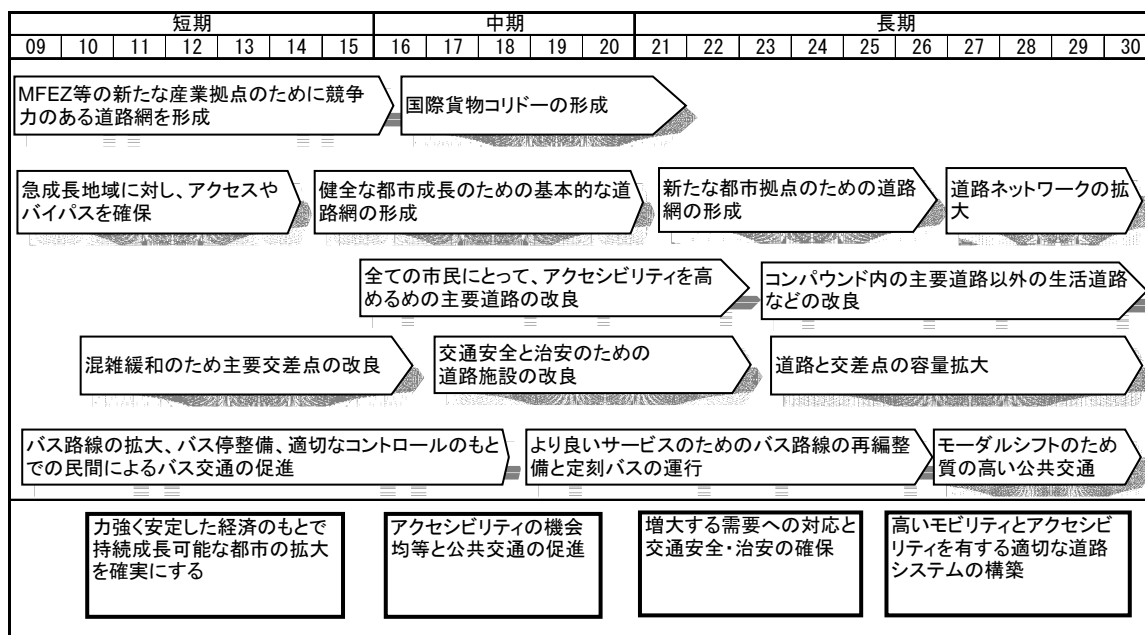 短期 中期 長期
09 10 11 12 13 14 15 16 17 18 19 20 21 22 23 24 25 26 27 28 29 30
MFEZ等の新たな産業拠点のために競争
力のある道路網を形成
国際貨物コリドーの形成
急成長地域に対し、アクセスや
バイパスを確保
健全な都市成長のための基本的な道
路網の形成
新たな都市拠点のための道路
網の形成
道路ネットワークの拡
大
全ての市民にとって、アクセシビリティを高
めるめの主要道路の改良
コンパウンド内の主要道路以外の生活道路
などの改良
混雑緩和のため主要交差点の改良
交通安全と治安のための
道路施設の改良
道路と交差点の容量拡大
バス路線の拡大、バス停整備、適切なコントロールのもと
での民間によるバス交通の促進
より良いサービスのためのバス路線の再編整
備と定刻バスの運行
モーダルシフトのため
質の高い公共交通
力強く安定した経済のもとで
持続成長可能な都市の拡大
を確実にする
アクセシビリティの機会
均等と公共交通の促進
増大する需要への対応と
交通安全・治安の確保
高いモビリティとアクセシビ
リティを有する適切な道路
システムの構築